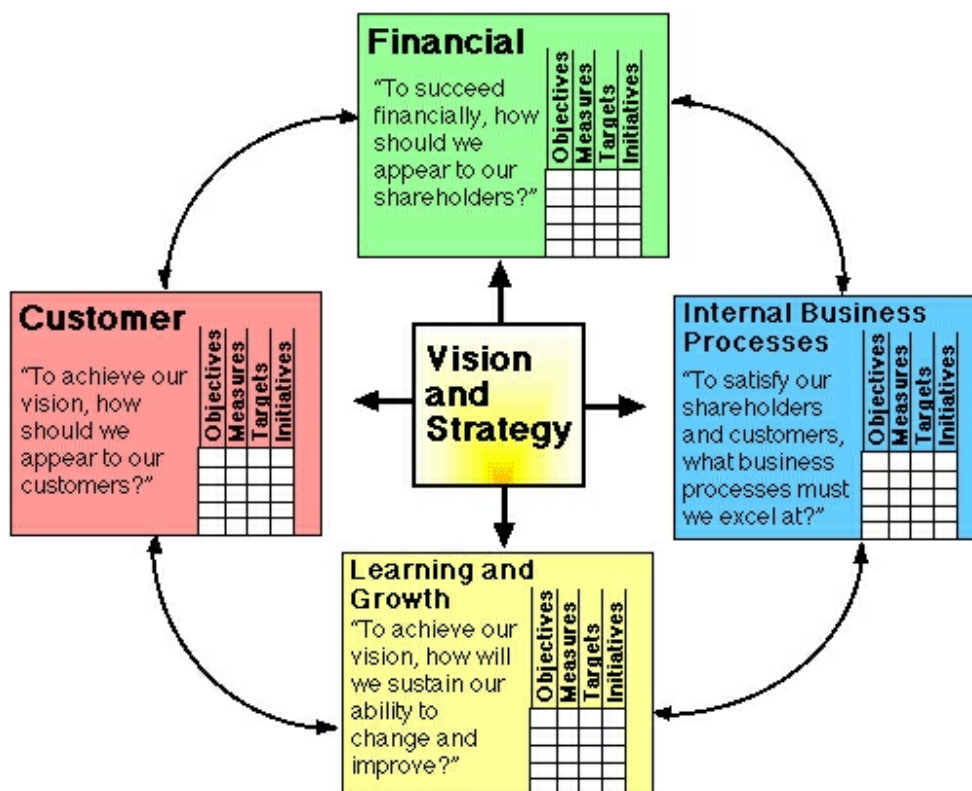 Financial
“To succeed
financially, how
should we
appear to our
shareholders?”
Objectives
Measures
Targets
Initiatives
Customer
“To achieve our
vision, how
should we
appear to our
customers?”
Objectives
Measures
Targets
Initiatives
Vision
and
Strategy
Internal Business
Processes
“To satisfy our
shareholders
and customers,
what business
processes must
we excel at?”
Objectives
Measures
Targets
Initiatives
Learning and
Growth
“To achieve our
vision, how will
we sustain our
ability to
change and
improve?”
Objectives
Measures
Targets
Initiatives